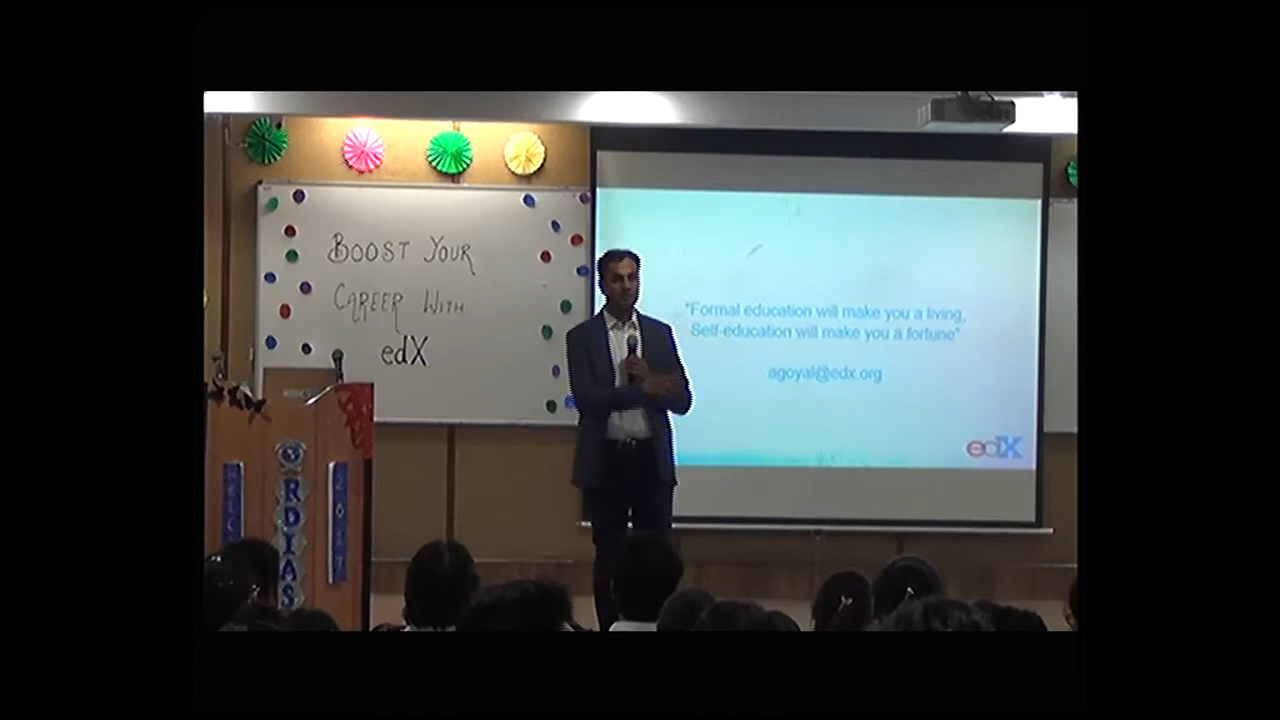 BOOST YOUR
CAREER WITH
edX
"Formal education will make you a living,
Self-education will make you a fortune"
agoyal@edx.org
edX
RDIAS
2017